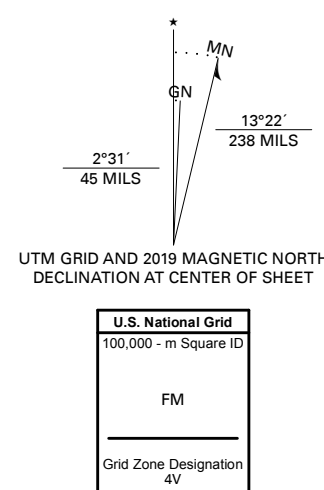 ★
MN
GN
13°22´
238 MILS
2°31´
45 MILS
UTM GRID AND 2019 MAGNETIC NORTH
DECLINATION AT CENTER OF SHEET
U.S. National Grid
100,000 - m Square ID
FM
Grid Zone Designation
4V